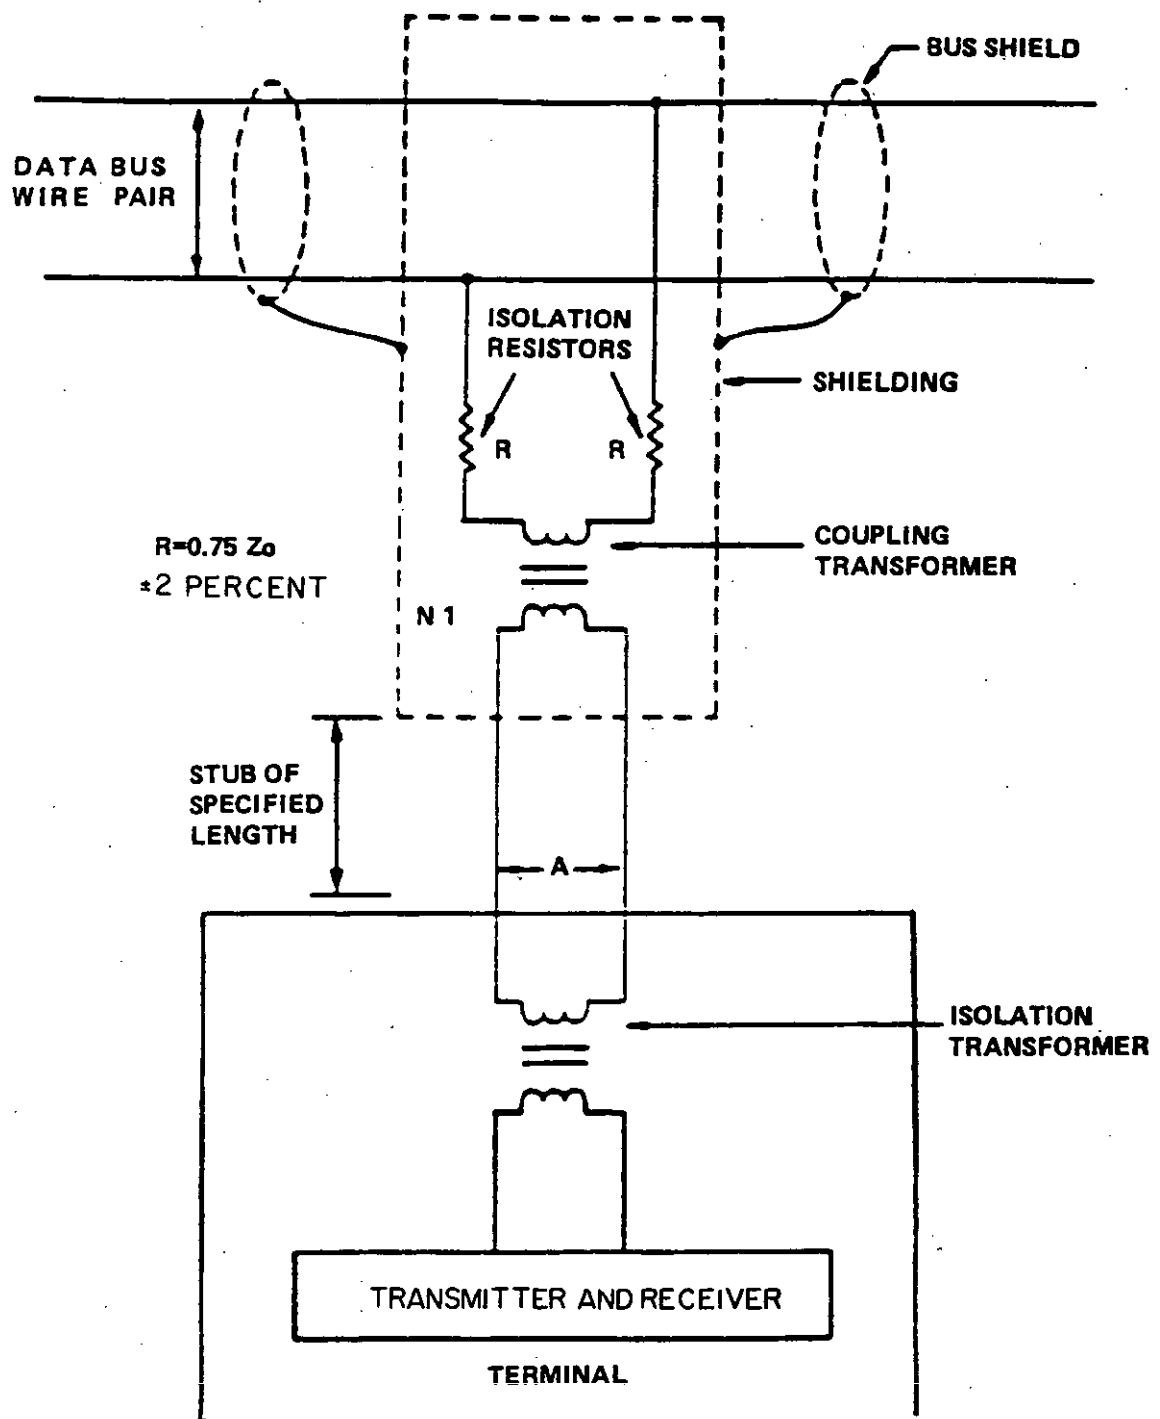 BUS SHIELD
DATA BUS
WIRE PAIR
ISOLATION
RESISTORS
SHIELDING
R
R
R=0.75 Zo
±2 PERCENT
COUPLING
TRANSFORMER
N 1
STUB OF
SPECIFIED
LENGTH
A
ISOLATION
TRANSFORMER
TRANSMITTER AND RECEIVER
TERMINAL